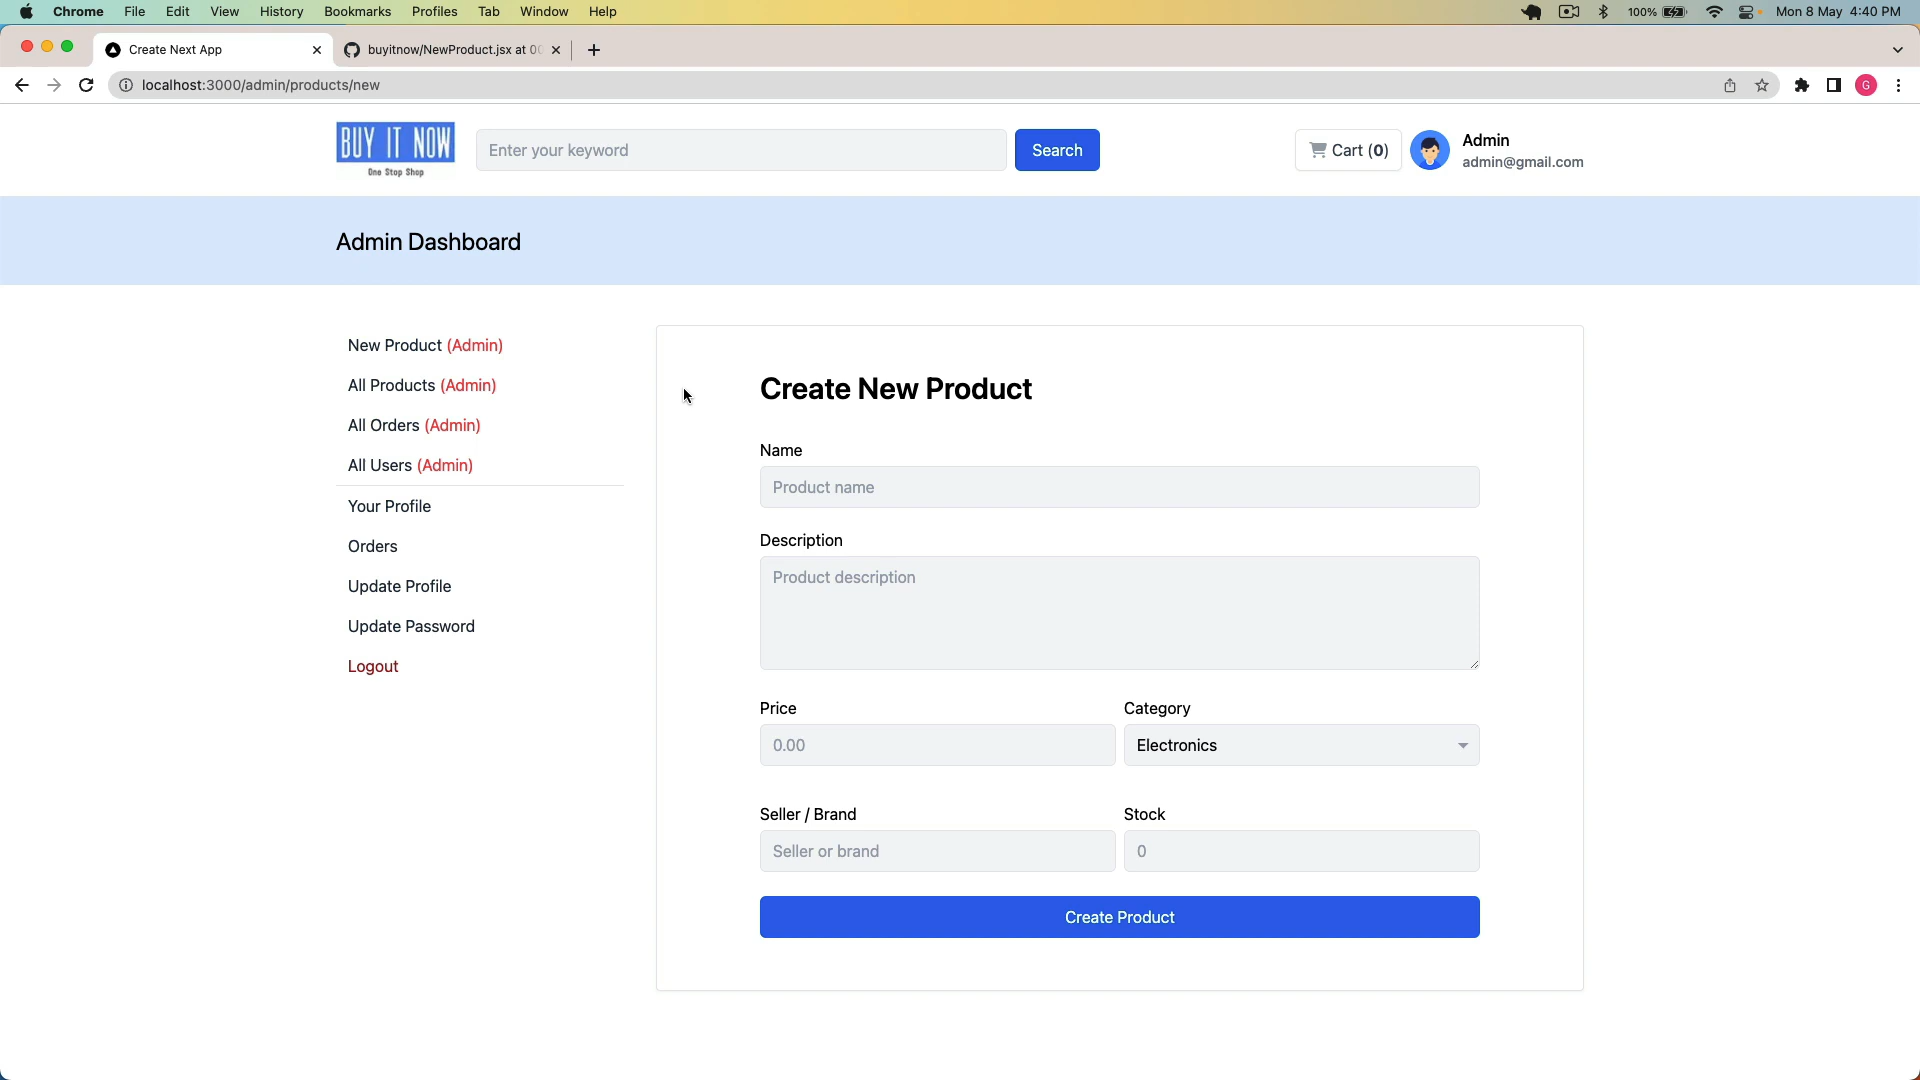 Chrome File Edit View History Bookmarks Profiles Tab Window Help 100% Mon 8 May 4:40 PM
Create Next App buyitnow/NewProduct.jsx at
localhost:3000/admin/products/new G
BUY IT NOW
One Stop Shop
Enter your keyword
Search
Cart (0)
Admin
admin@gmail.com
Admin Dashboard
New Product (Admin)
All Products (Admin)
All Orders (Admin)
All Users (Admin)
Your Profile
Orders
Update Profile
Update Password
Logout
Create New Product
Name
Product name
Description
Product description
Price
0.00
Category
Electronics
Seller / Brand
Seller or brand
Stock
0
Create Product